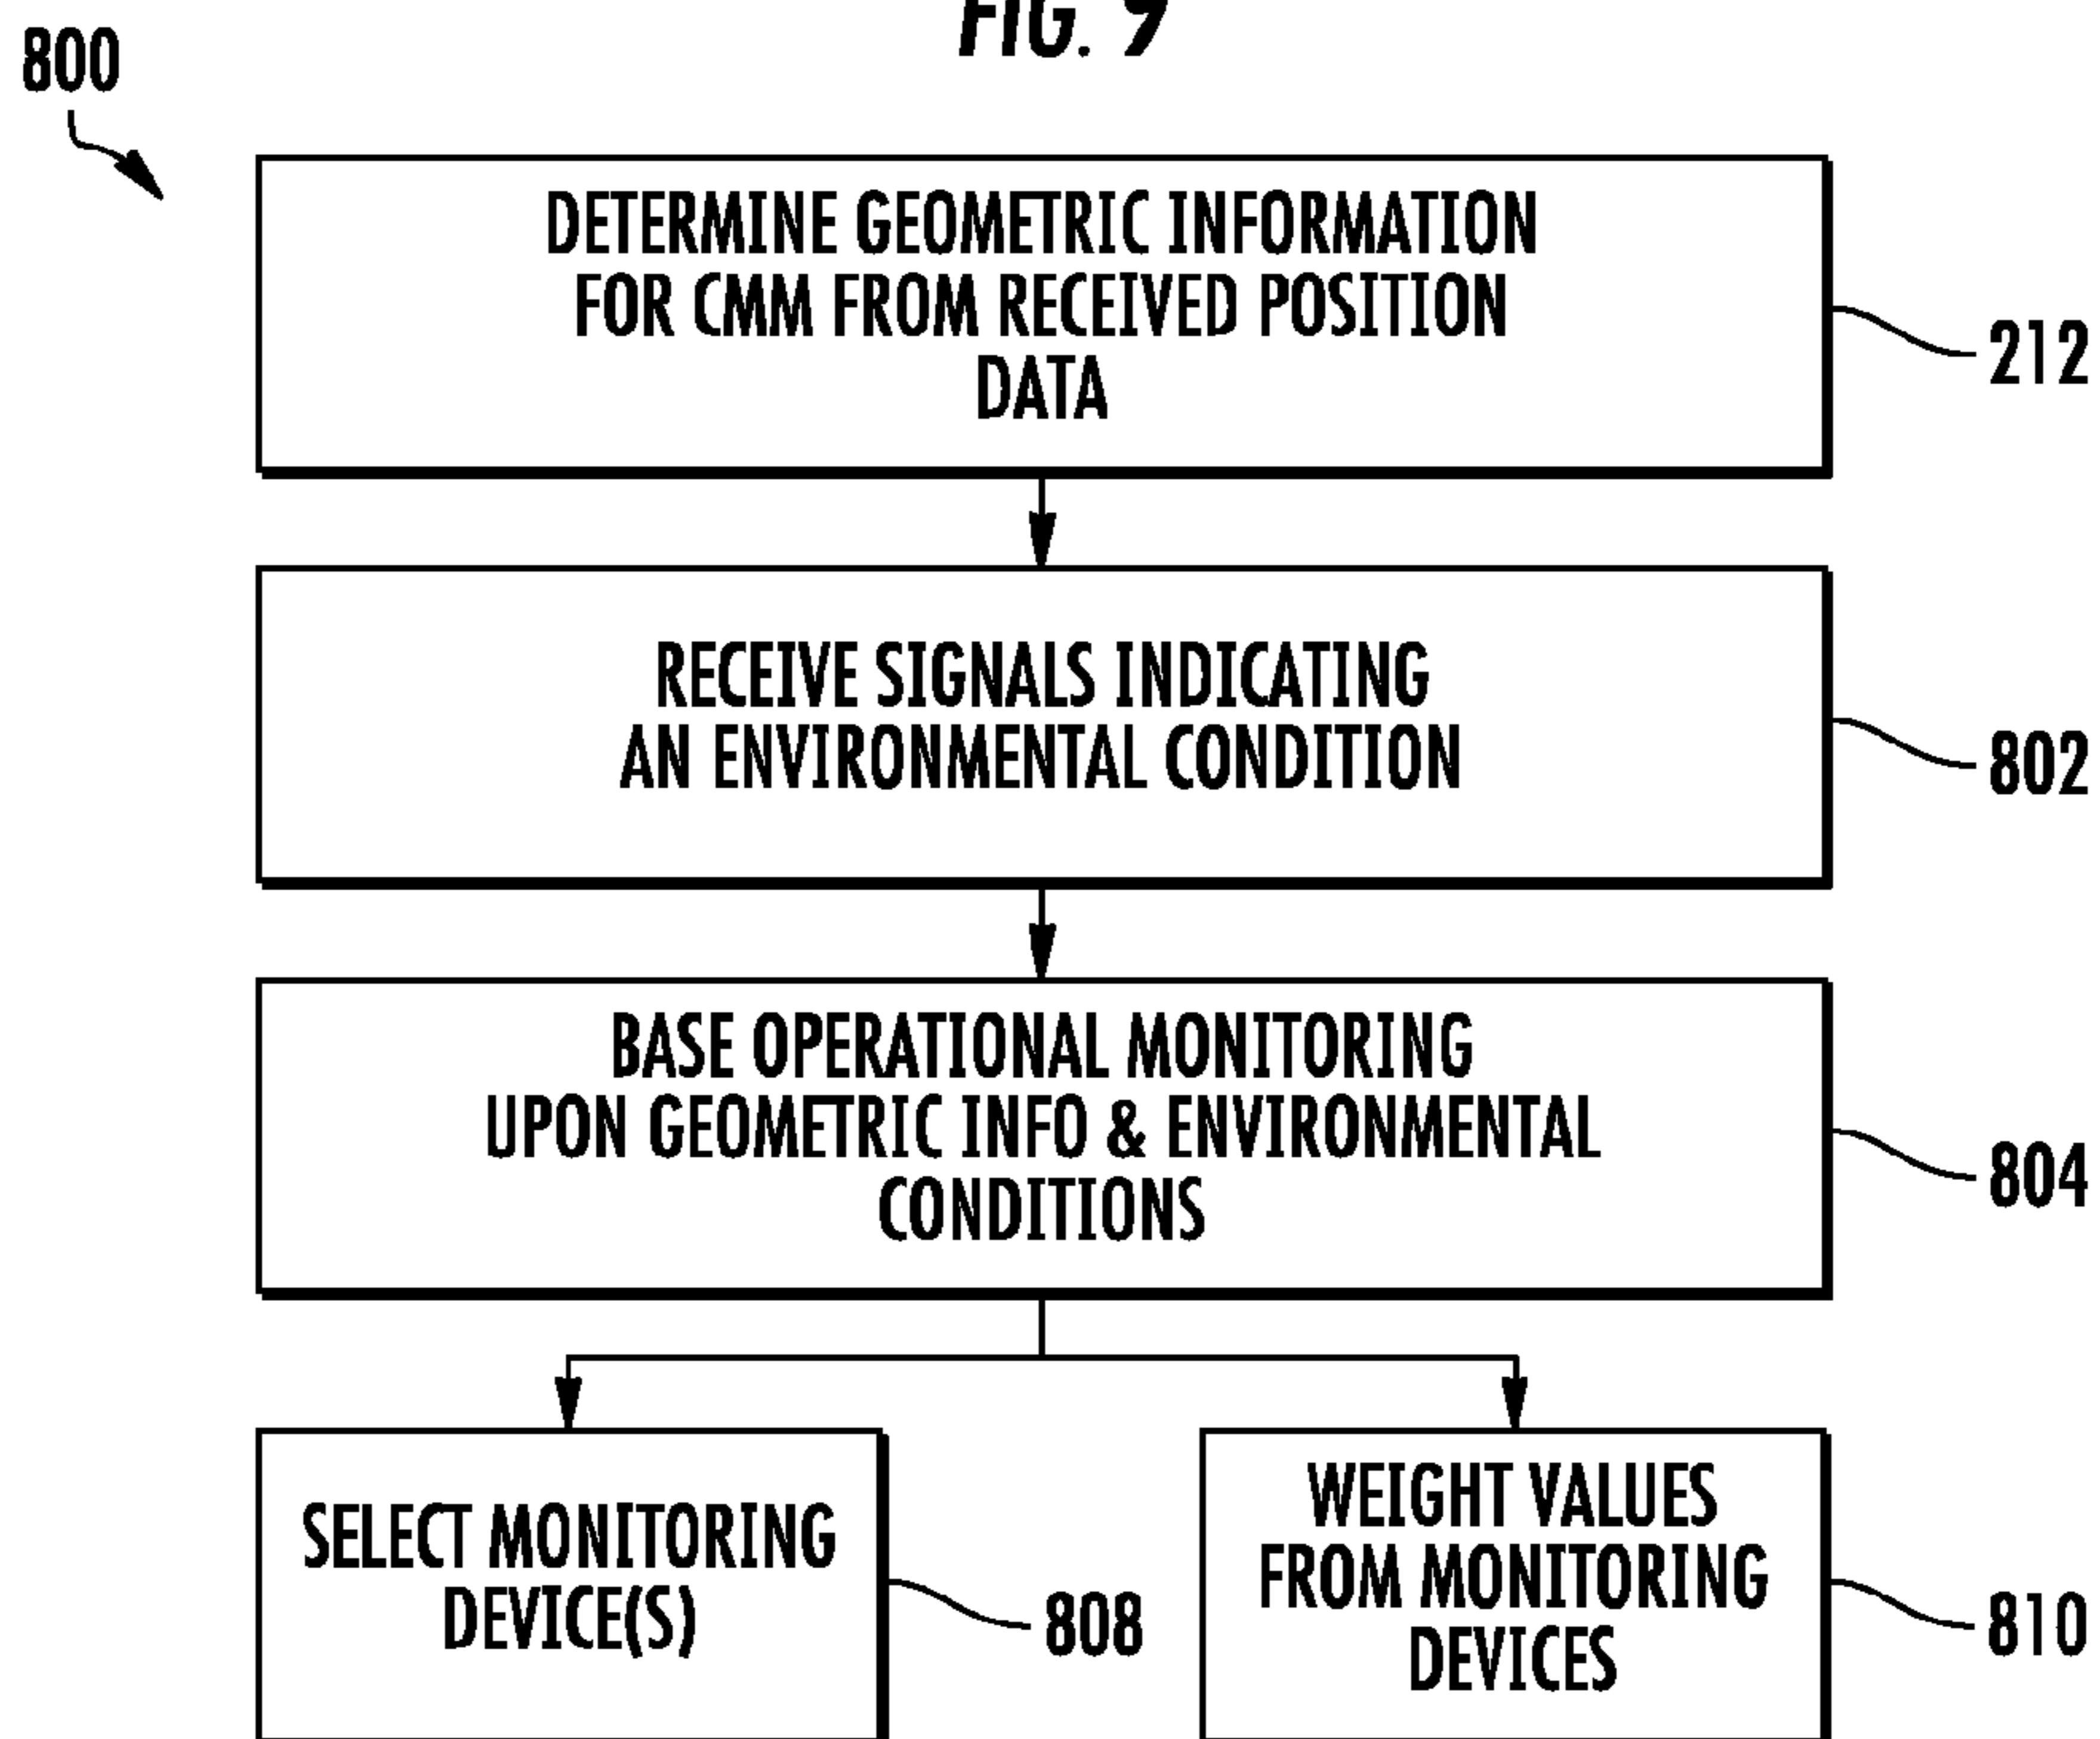 FIG. 9
800
DETERMINE GEOMETRIC INFORMATION
FOR CMM FROM RECEIVED POSITION
DATA
212
RECEIVE SIGNALS INDICATING
AN ENVIRONMENTAL CONDITION
802
BASE OPERATIONAL MONITORING
UPON GEOMETRIC INFO & ENVIRONMENTAL
CONDITIONS
804
SELECT MONITORING
DEVICE(S)
808
WEIGHT VALUES
FROM MONITORING
DEVICES
810